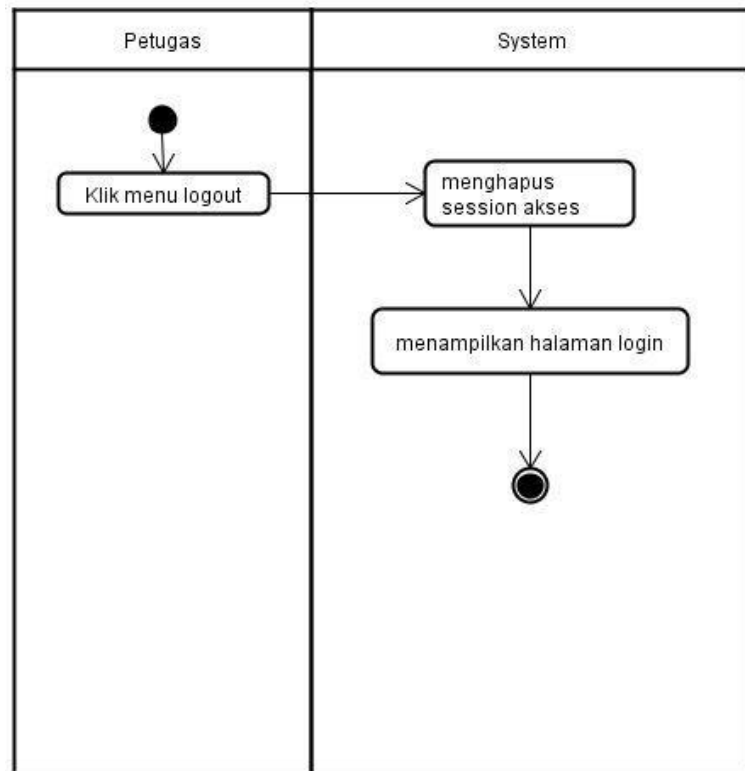 Petugas
System
Klik menu logout
menghapus
session akses
menampilkan halaman login